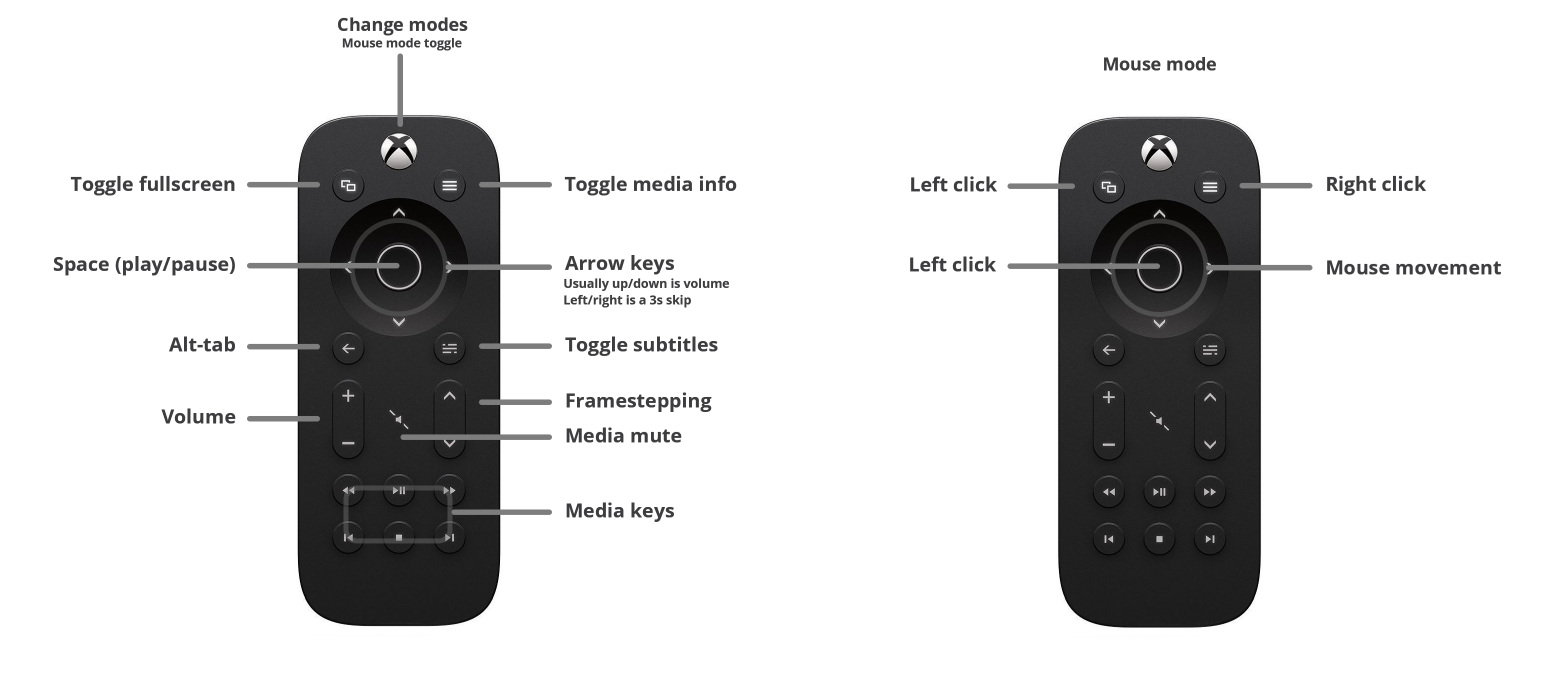 Change modes
Mouse mode toggle
Toggle fullscreen
Toggle media info
Space (play/pause)
Arrow keys
Usually up/down is volume
Left/right is a 3s skip
Alt-tab
Toggle subtitles
Volume
Framestepping
Media mute
Media keys
Mouse mode
Left click
Right click
Left click
Mouse movement